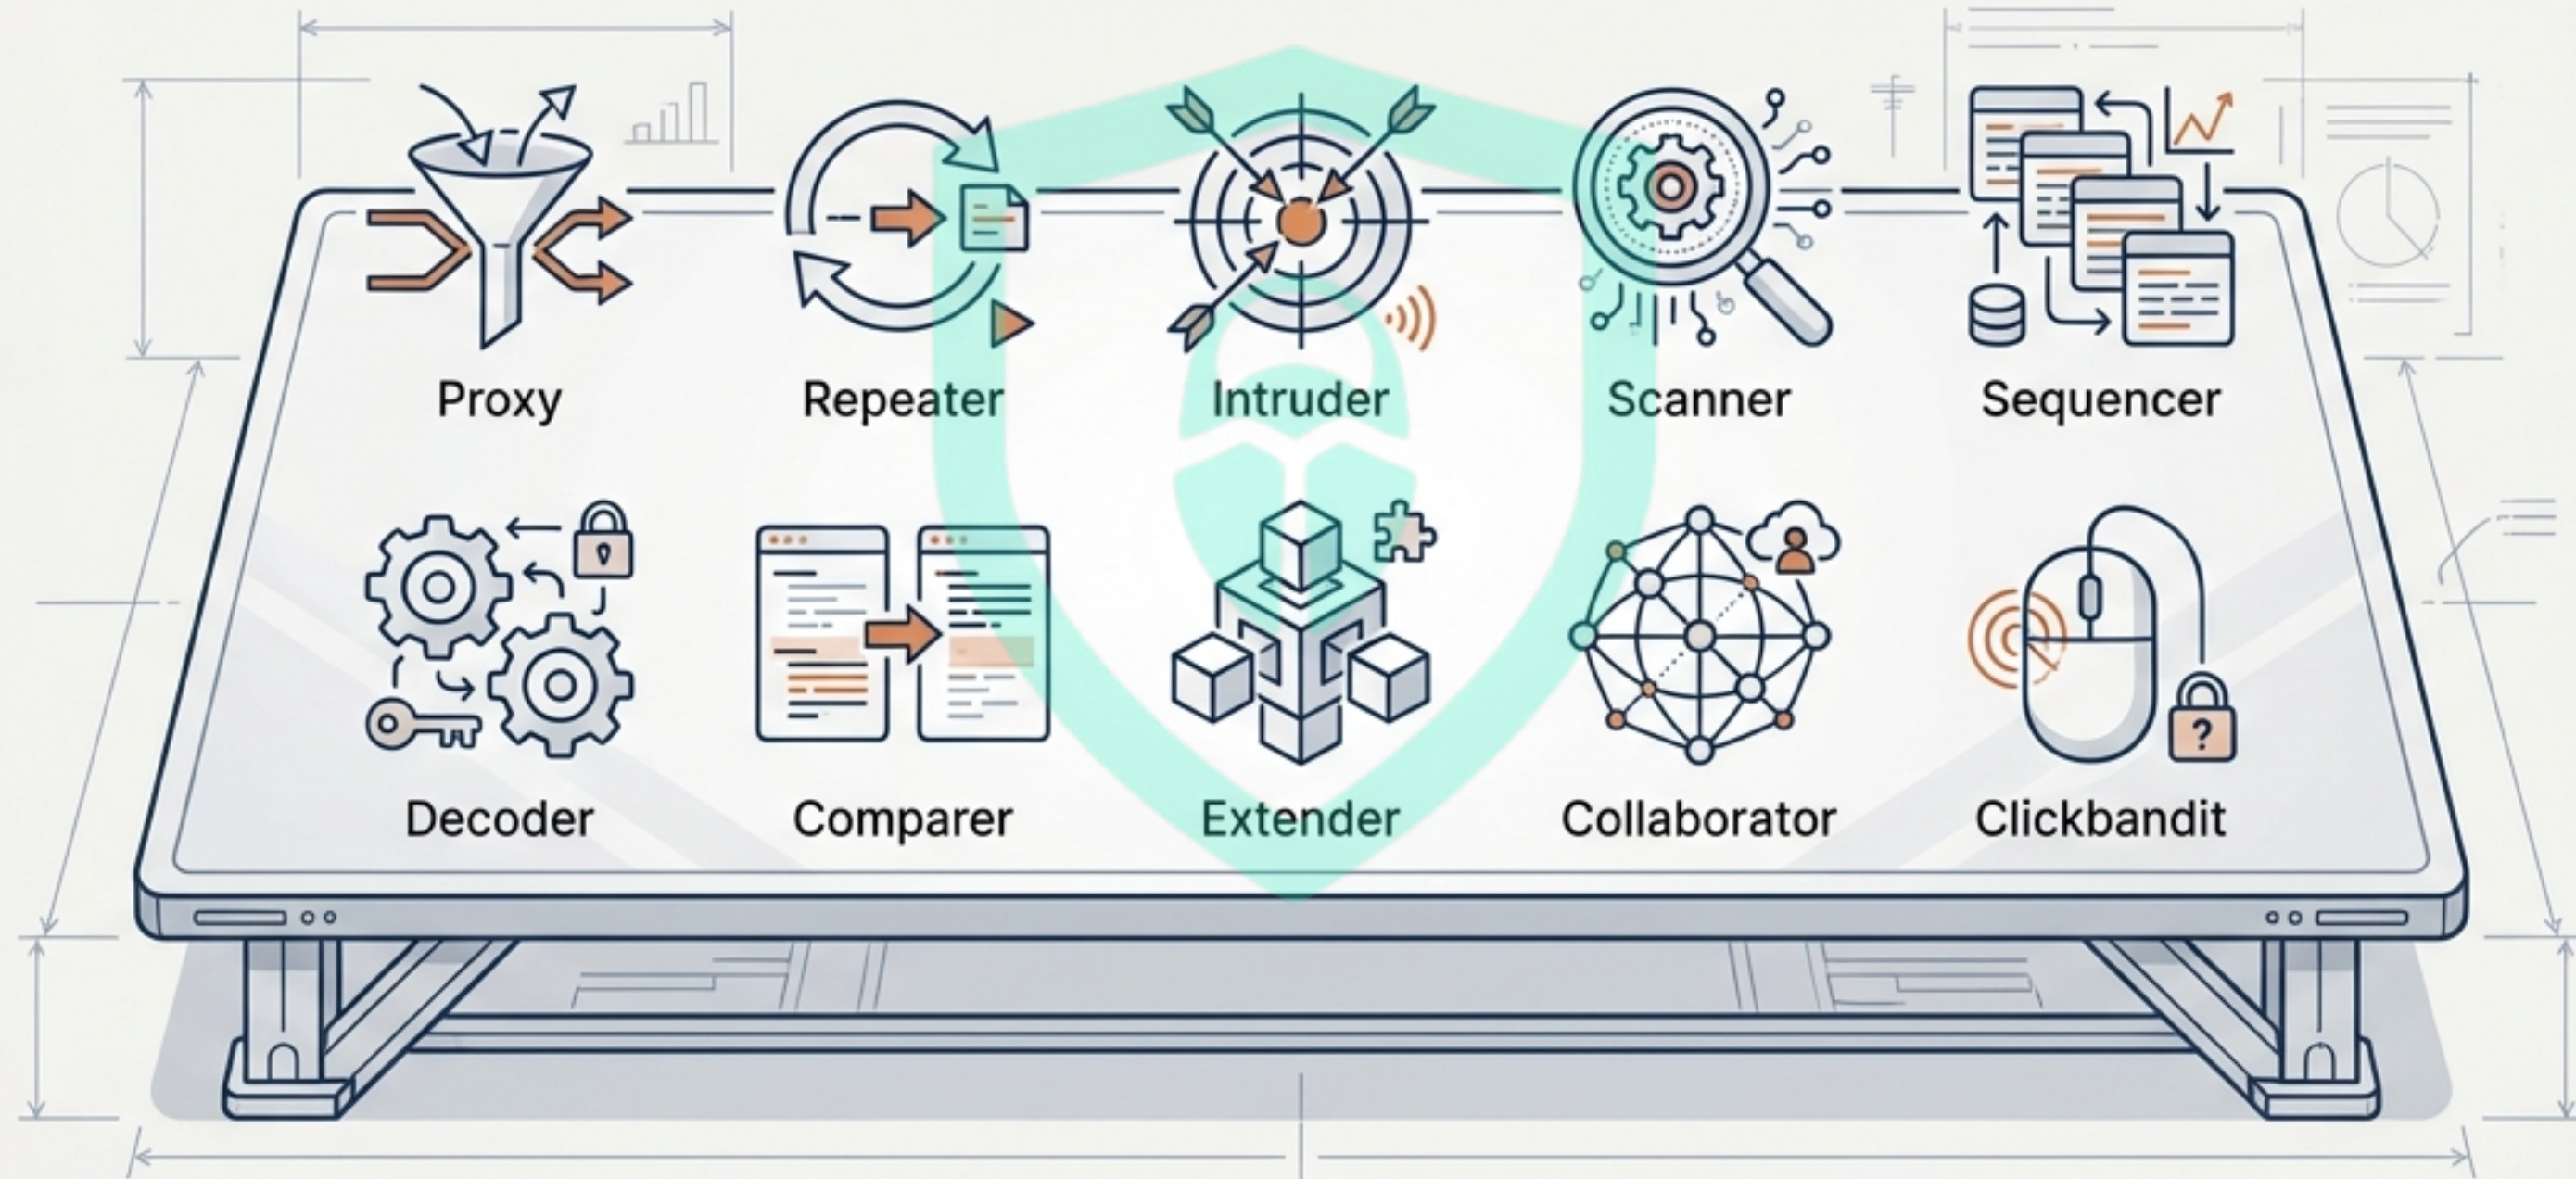 Proxy
Repeater
Intruder
Scanner
Sequencer
?
Decoder
Comparer
Extender
Collaborator
Clickbandit